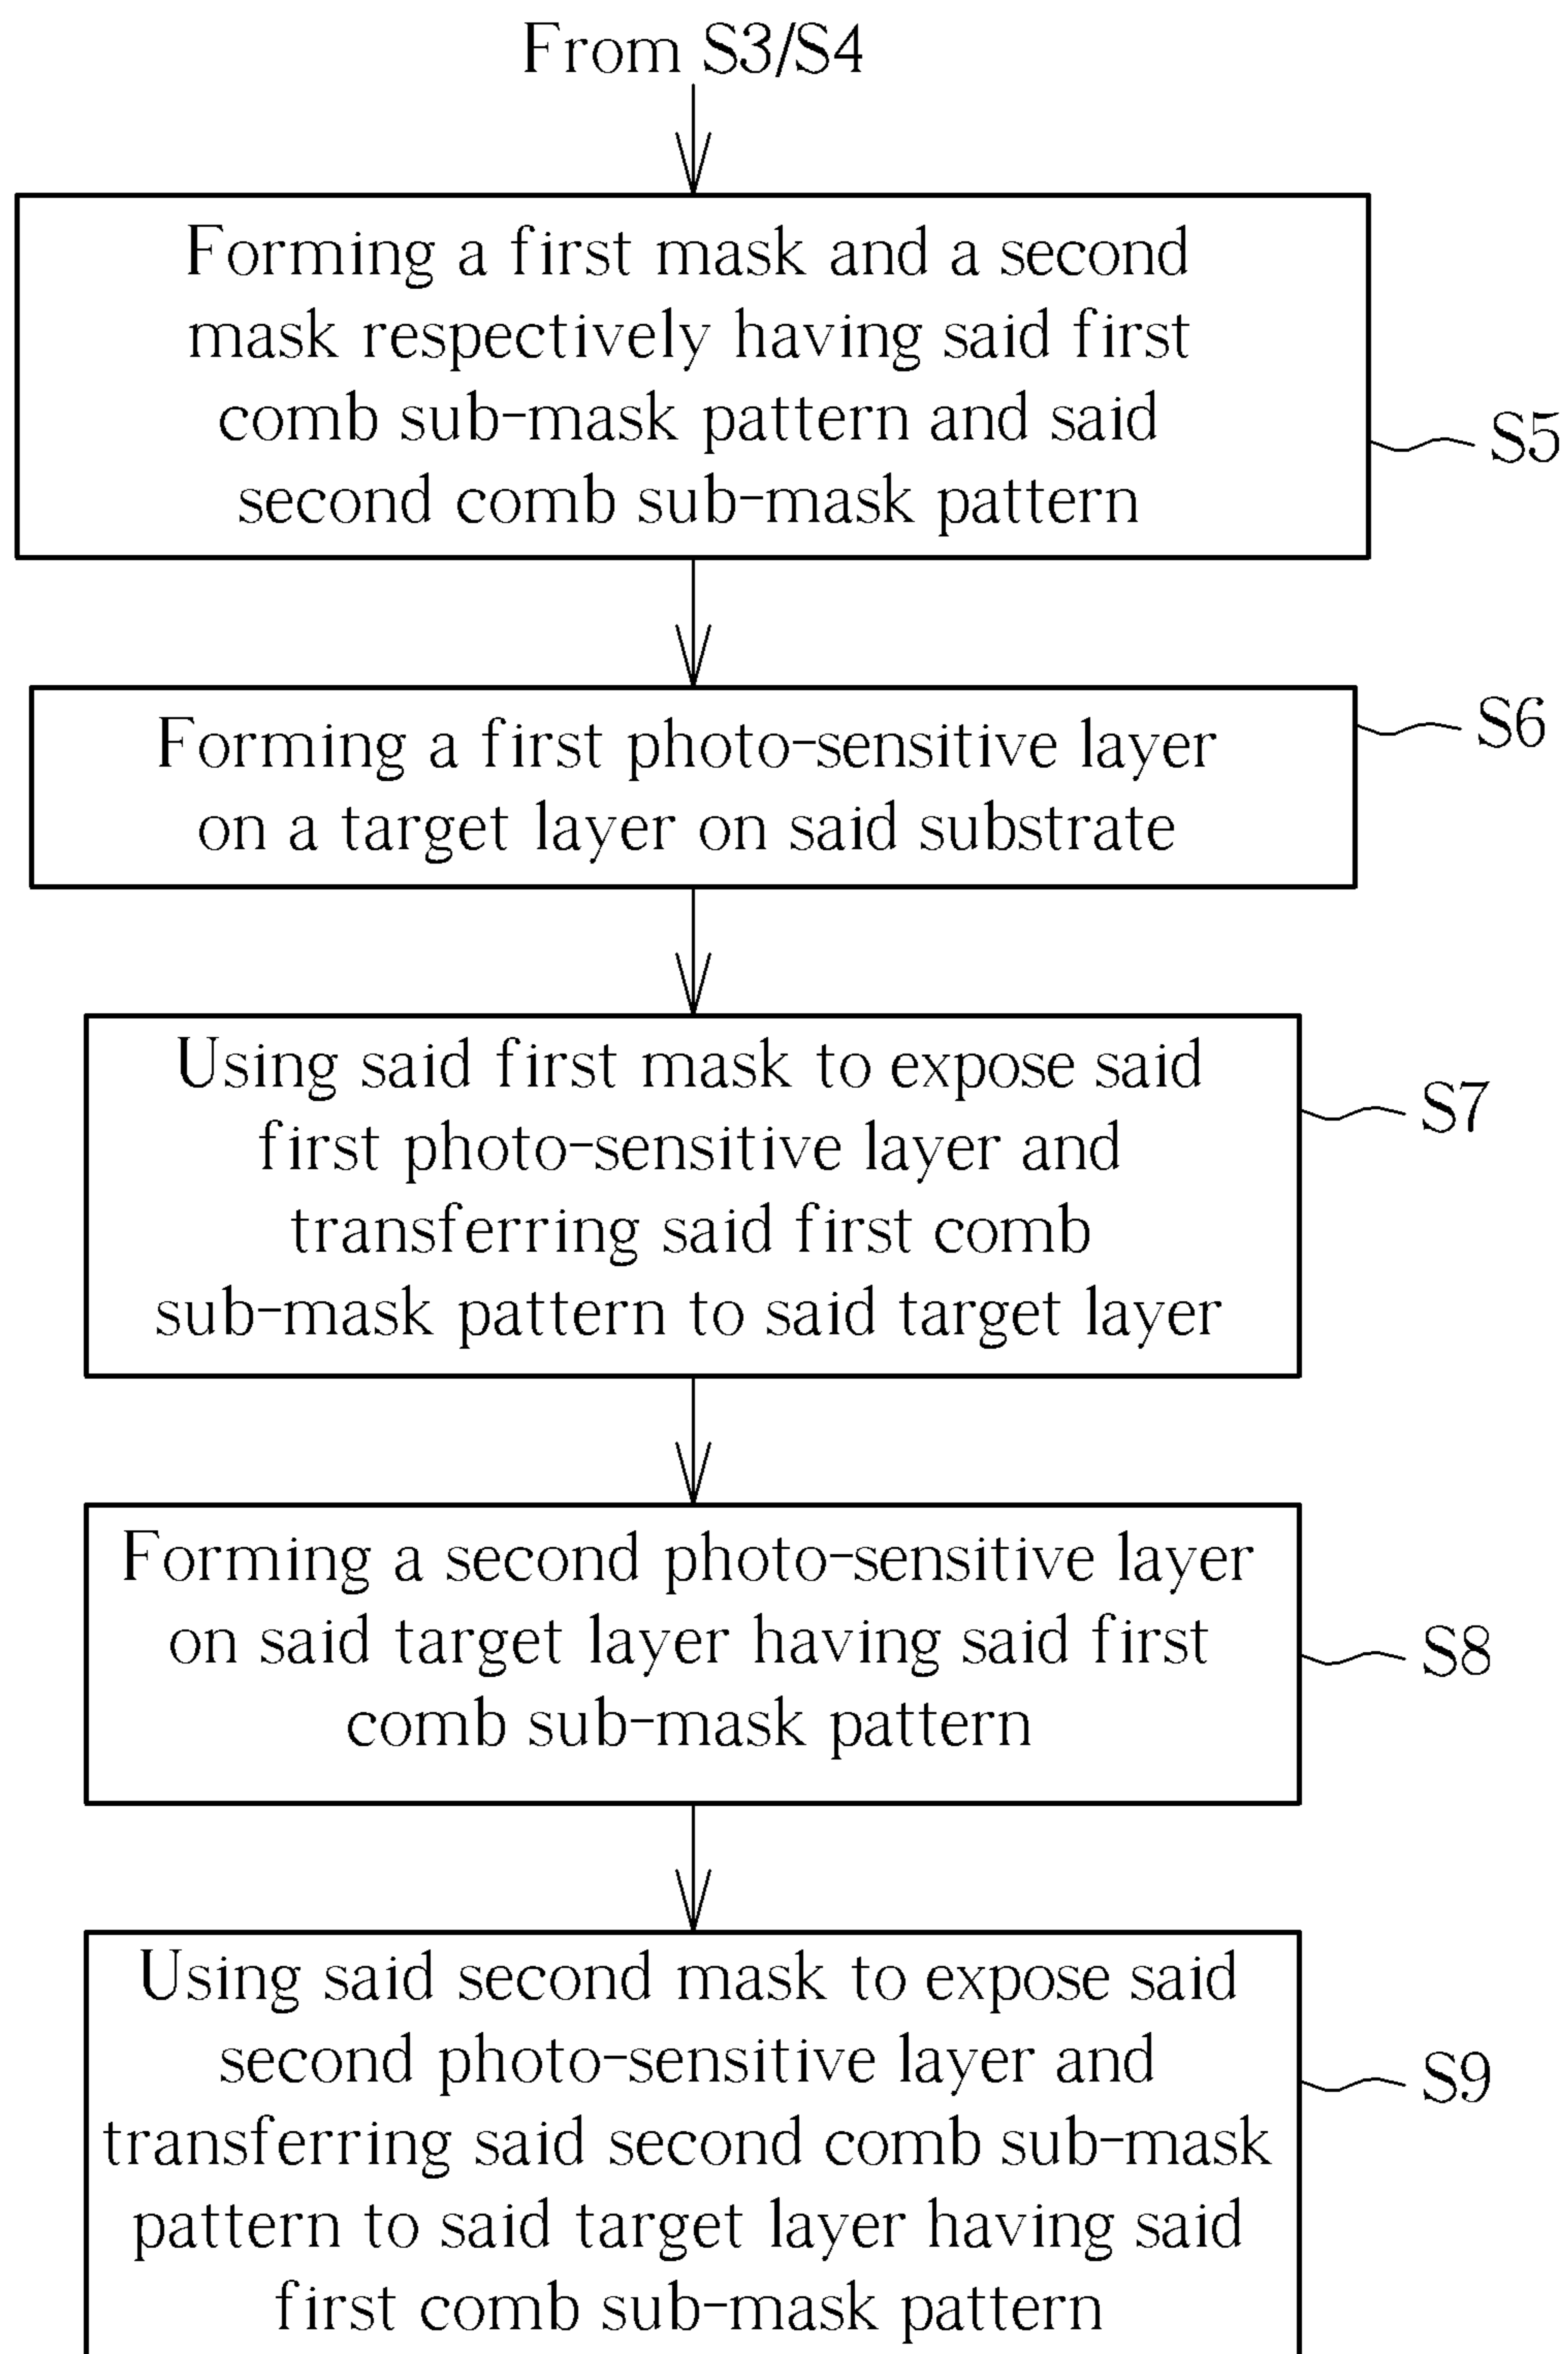 From S3/S4
Forming a first mask and a second
mask respectively having said first
comb sub-mask pattern and said
second comb sub-mask pattern
S5
Forming a first photo-sensitive layer
on a target layer on said substrate
S6
Using said first mask to expose said
first photo-sensitive layer and
transferring said first comb
sub-mask pattern to said target layer
S7
Forming a second photo-sensitive layer
on said target layer having said first
comb sub-mask pattern
S8
Using said second mask to expose said
second photo-sensitive layer and
transferring said second comb sub-mask
pattern to said target layer having said
first comb sub-mask pattern
S9